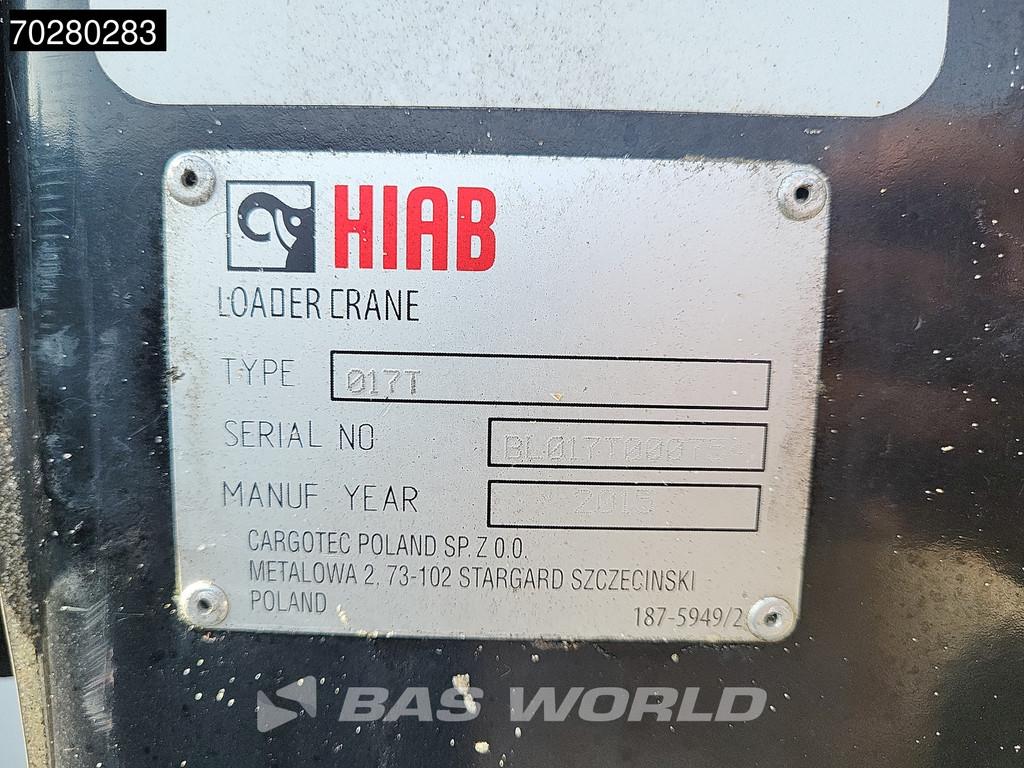 70280283
HIAB
LOADER CRANE
TYPE 017T
SERIAL NO
MANUF YEAR 2015
CARGOTEC POLAND SP. Z O.O.
METALOWA 2, 73-102 STARGARD SZCZECINSKI
POLAND
187-5949/2
BAS WORLD